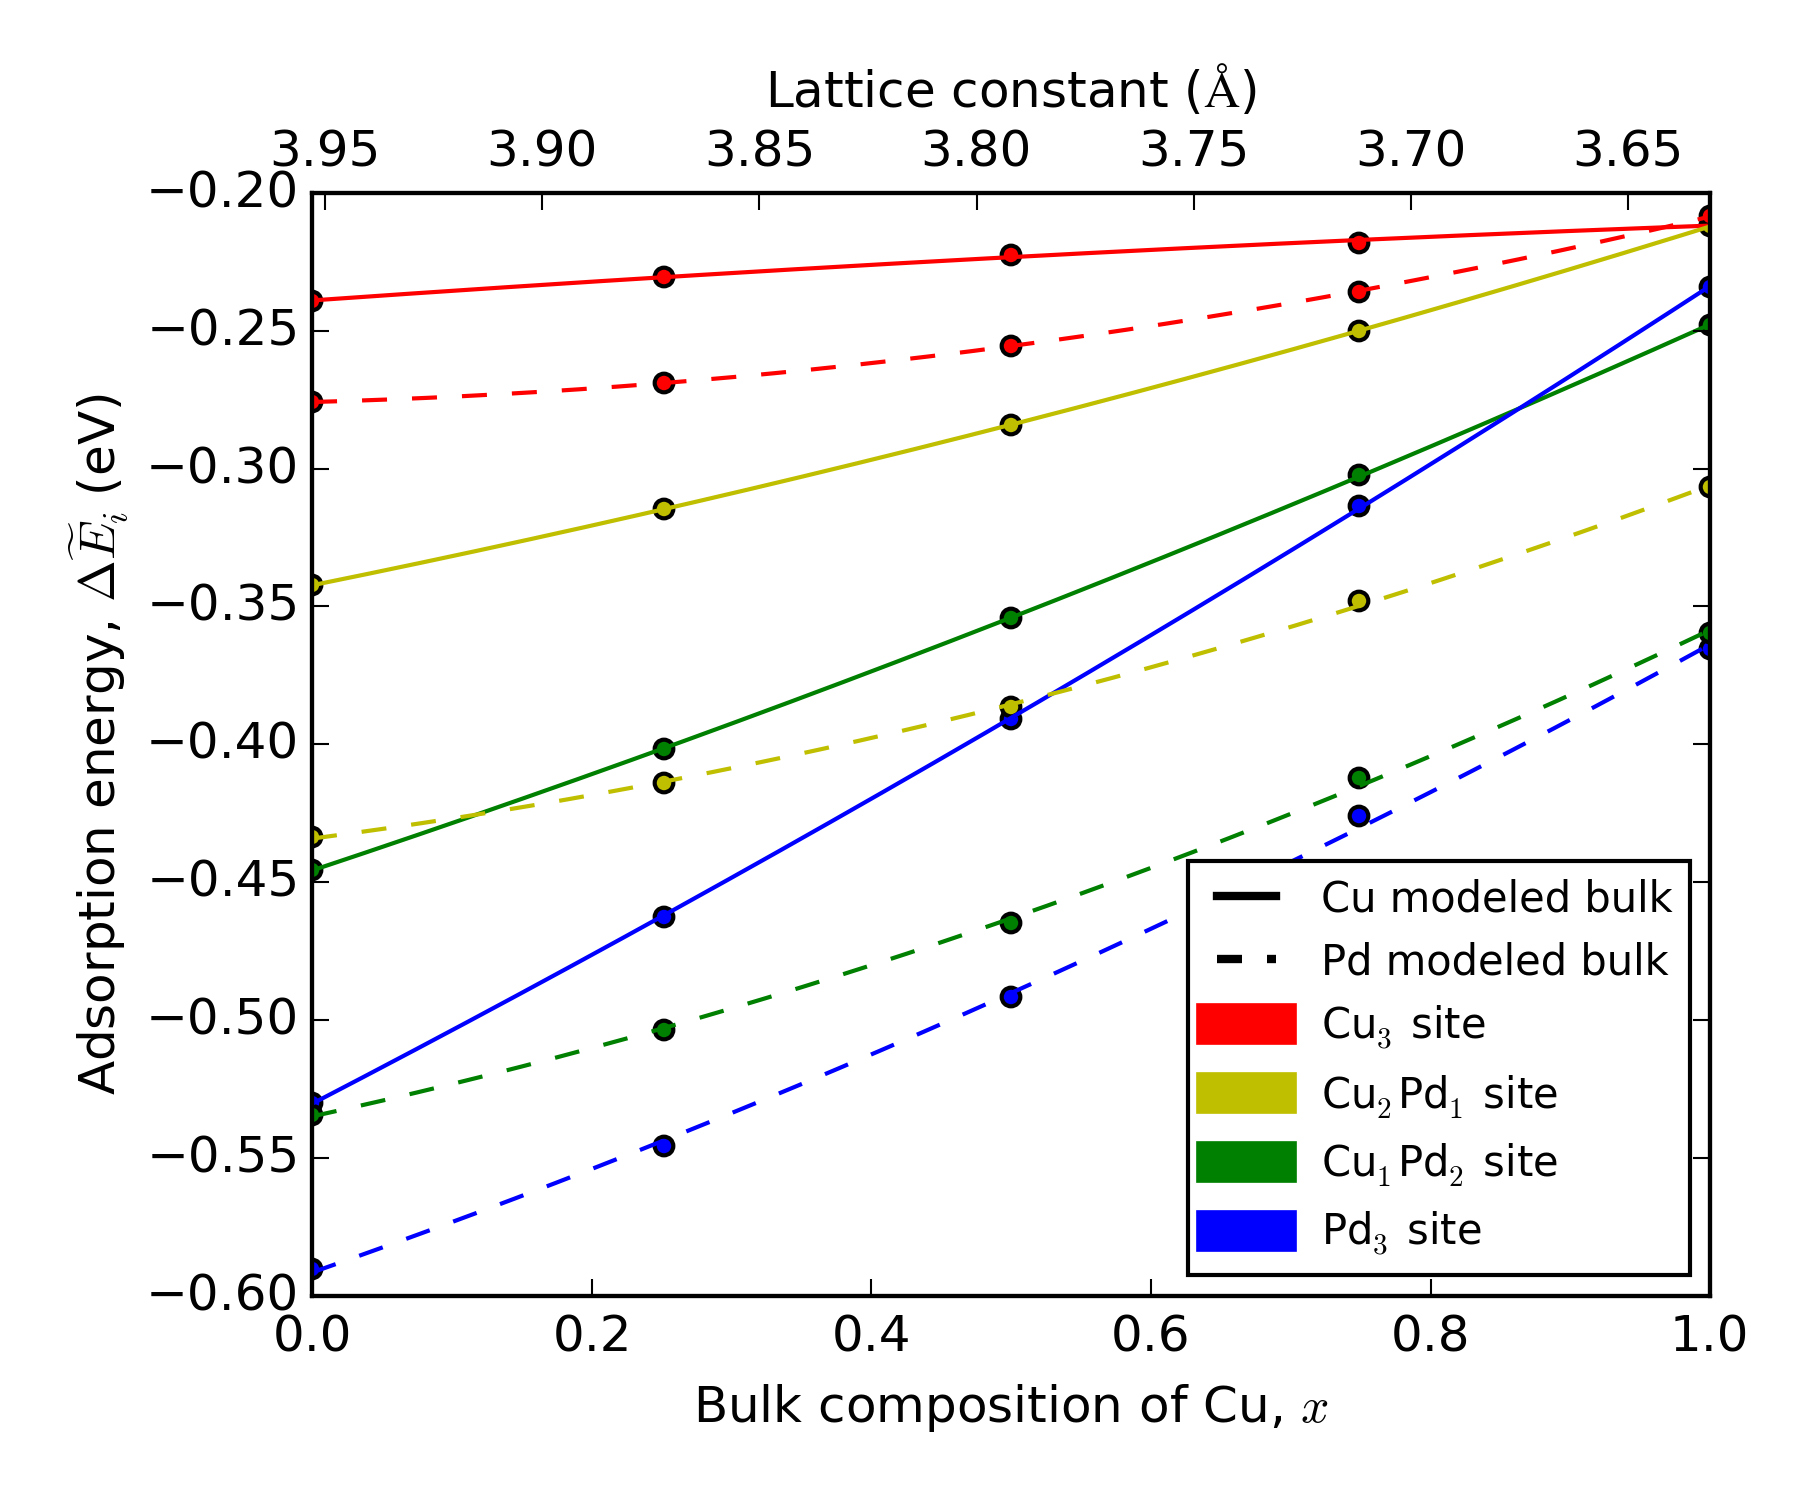 Lattice constant (Å)
3.95 3.90 3.85 3.80 3.75 3.70 3.65
−0.20
−0.25
−0.30
−0.35
−0.40
−0.45
−0.50
−0.55
−0.60
Adsorption energy, ΔẼᵢ (eV)
Cu modeled bulk
Pd modeled bulk
Cu₃ site
Cu₂Pd₁ site
Cu₁Pd₂ site
Pd₃ site
0.0 0.2 0.4 0.6 0.8 1.0
Bulk composition of Cu, x